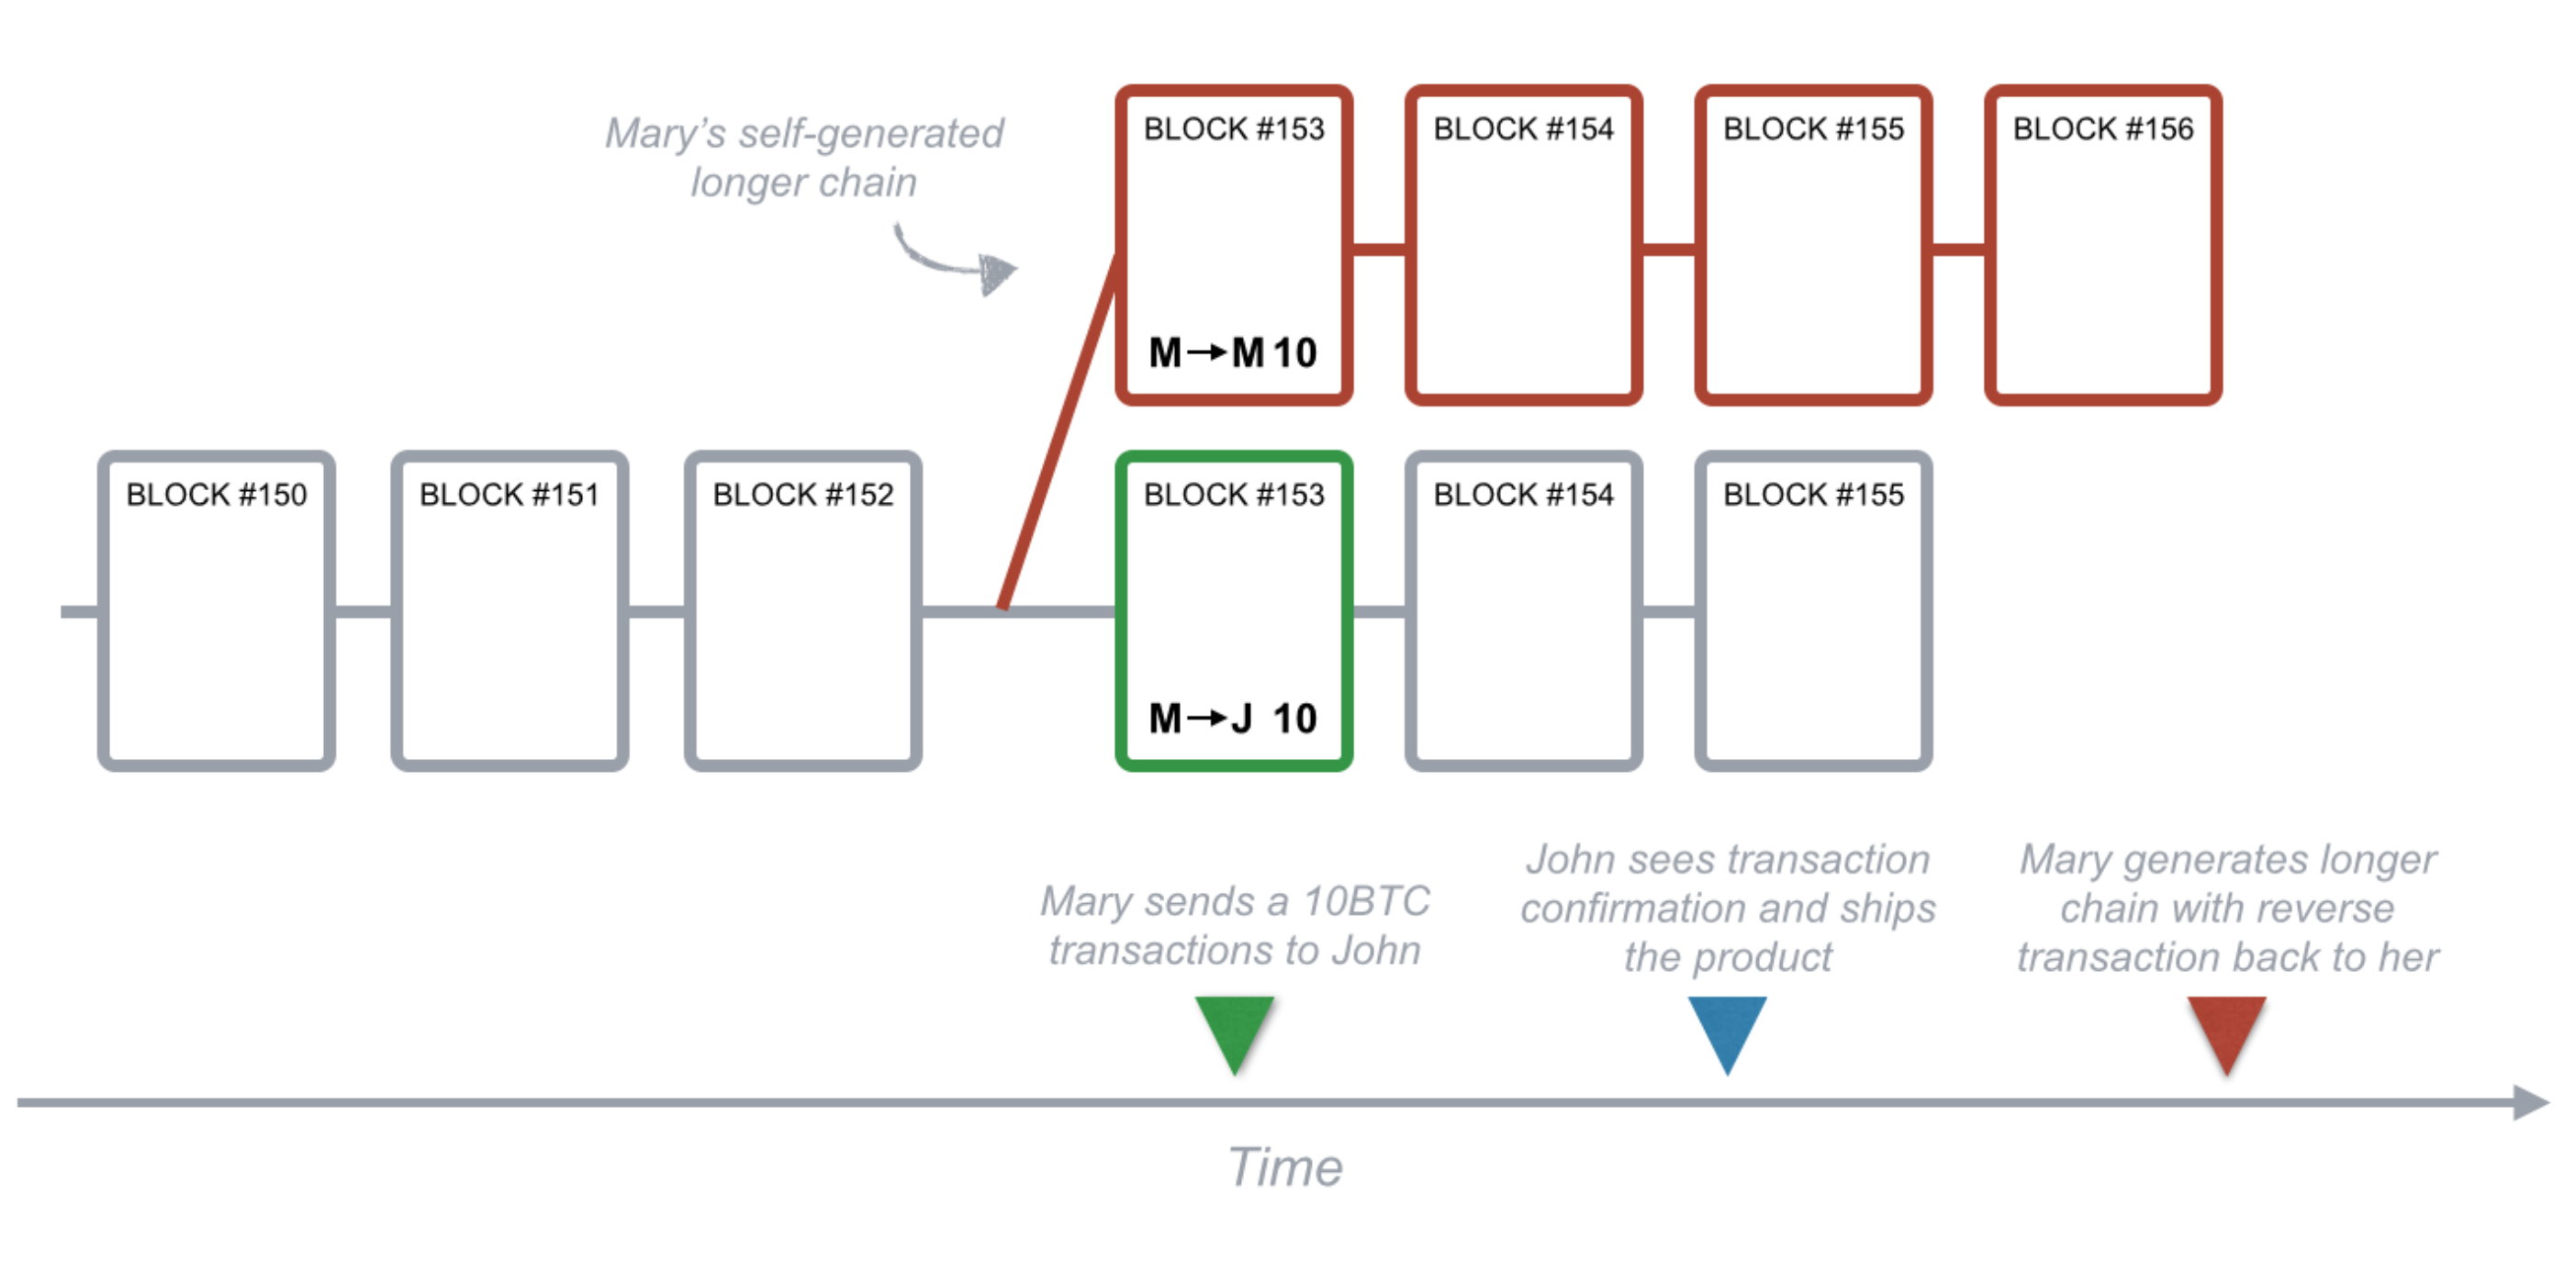 Mary's self-generated
longer chain
BLOCK #153
BLOCK #154
BLOCK #155
BLOCK #156
M→M 10
BLOCK #150
BLOCK #151
BLOCK #152
BLOCK #153
BLOCK #154
BLOCK #155
M→J 10
Mary sends a 10BTC
transactions to John
John sees transaction
confirmation and ships
the product
Mary generates longer
chain with reverse
transaction back to her
Time